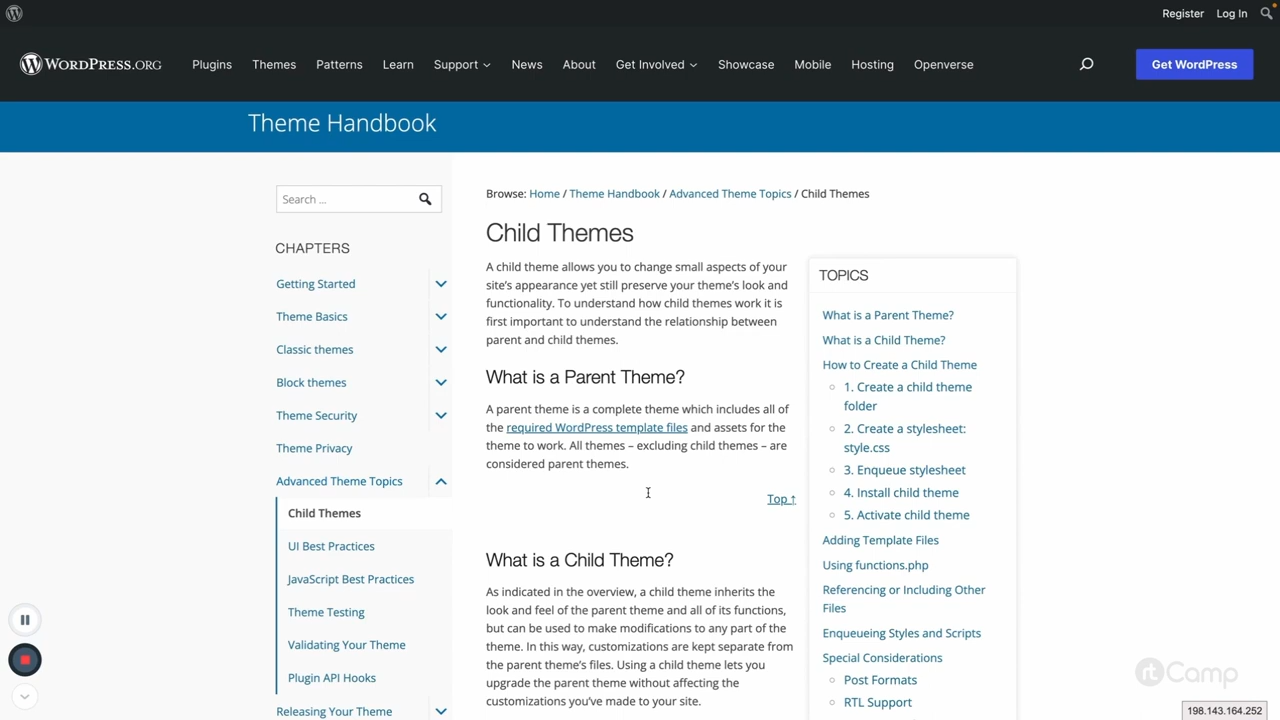 Register Log In
WORDPRESS.ORG Plugins Themes Patterns Learn Support News About Get Involved Showcase Mobile Hosting Openverse Get WordPress
Theme Handbook
Search ...
CHAPTERS
Getting Started
Theme Basics
Classic themes
Block themes
Theme Security
Theme Privacy
Advanced Theme Topics
Child Themes
UI Best Practices
JavaScript Best Practices
Theme Testing
Validating Your Theme
Plugin API Hooks
Releasing Your Theme
Browse: Home / Theme Handbook / Advanced Theme Topics / Child Themes
Child Themes
A child theme allows you to change small aspects of your
site's appearance yet still preserve your theme's look and
functionality. To understand how child themes work it is
first important to understand the relationship between
parent and child themes.
What is a Parent Theme?
A parent theme is a complete theme which includes all of
the required WordPress template files and assets for the
theme to work. All themes – excluding child themes – are
considered parent themes.
Top ↑
What is a Child Theme?
As indicated in the overview, a child theme inherits the
look and feel of the parent theme and all of its functions,
but can be used to make modifications to any part of the
theme. In this way, customizations are kept separate from
the parent theme's files. Using a child theme lets you
upgrade the parent theme without affecting the
customizations you've made to your site.
TOPICS
What is a Parent Theme?
What is a Child Theme?
How to Create a Child Theme
1. Create a child theme
folder
2. Create a stylesheet:
style.css
3. Enqueue stylesheet
4. Install child theme
5. Activate child theme
Adding Template Files
Using functions.php
Referencing or Including Other
Files
Enqueueing Styles and Scripts
Special Considerations
Post Formats
RTL Support
rtCamp
198.143.164.252